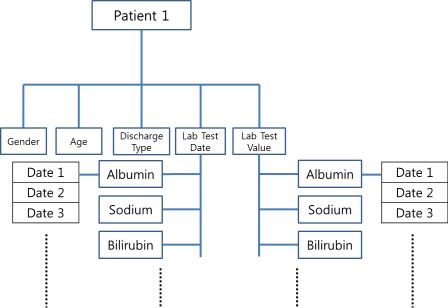 Patient 1
Gender
Age
Discharge
Type
Lab Test
Date
Lab Test
Value
Date 1
Date 2
Date 3
Albumin
Sodium
Bilirubin
Albumin
Sodium
Bilirubin
Date 1
Date 2
Date 3